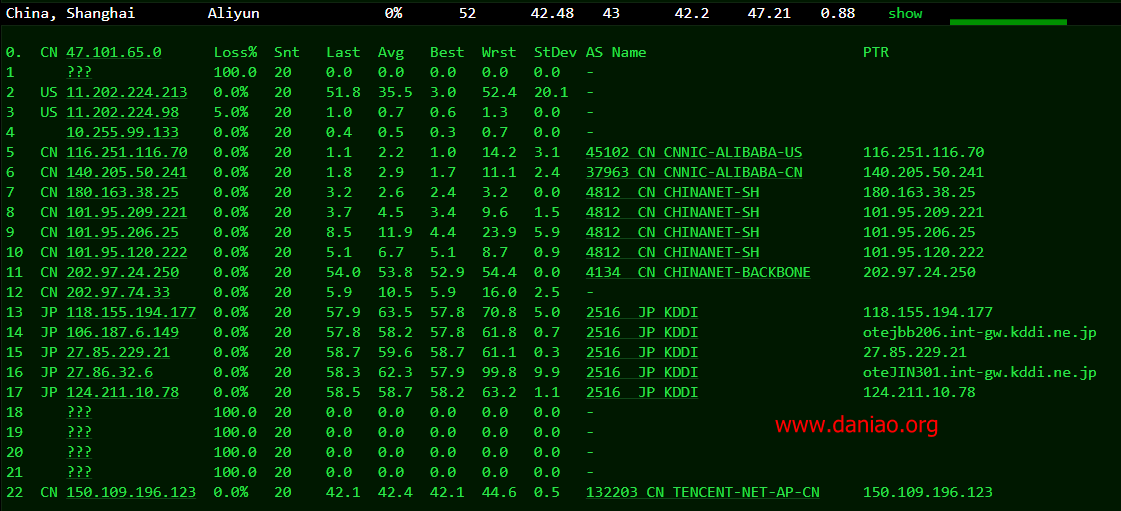 China, Shanghai Aliyun 0% 52 42.48 43 42.2 47.21 0.88 show
0. CN 47.101.65.0 Loss% Snt Last Avg Best Wrst StDev AS Name PTR
1 ??? 100.0 20 0.0 0.0 0.0 0.0 0.0 -
2 US 11.202.224.213 0.0% 20 51.8 35.5 3.0 52.4 20.1 -
3 US 11.202.224.98 5.0% 20 1.0 0.7 0.6 1.3 0.0 -
4 10.255.99.133 0.0% 20 0.4 0.5 0.3 0.7 0.0 -
5 CN 116.251.116.70 0.0% 20 1.1 2.2 1.0 14.2 3.1 45102 CN CNNIC-ALIBABA-US 116.251.116.70
6 CN 140.205.50.241 0.0% 20 1.8 2.9 1.7 11.1 2.4 37963 CN CNNIC-ALIBABA-CN 140.205.50.241
7 CN 180.163.38.25 0.0% 20 3.2 2.6 2.4 3.2 0.0 4812 CN CHINANET-SH 180.163.38.25
8 CN 101.95.209.221 0.0% 20 3.7 4.5 3.4 9.6 1.5 4812 CN CHINANET-SH 101.95.209.221
9 CN 101.95.206.25 0.0% 20 8.5 11.9 4.4 23.9 5.9 4812 CN CHINANET-SH 101.95.206.25
10 CN 101.95.120.222 0.0% 20 5.1 6.7 5.1 8.7 0.9 4812 CN CHINANET-SH 101.95.120.222
11 CN 202.97.24.250 0.0% 20 54.0 53.8 52.9 54.4 0.0 4134 CN CHINANET-BACKBONE 202.97.24.250
12 CN 202.97.74.33 0.0% 20 5.9 10.5 5.9 16.0 2.5 -
13 JP 118.155.194.177 0.0% 20 57.9 63.5 57.8 70.8 5.0 2516 JP KDDI 118.155.194.177
14 JP 106.187.6.149 0.0% 20 57.8 58.2 57.8 61.8 0.7 2516 JP KDDI otejbb206.int-gw.kddi.ne.jp
15 JP 27.85.229.21 0.0% 20 58.7 59.6 58.7 61.1 0.3 2516 JP KDDI 27.85.229.21
16 JP 27.86.32.6 0.0% 20 58.3 62.3 57.9 99.8 9.9 2516 JP KDDI oteJIN301.int-gw.kddi.ne.jp
17 JP 124.211.10.78 0.0% 20 58.5 58.7 58.2 63.2 1.1 2516 JP KDDI 124.211.10.78
18 ??? 100.0 20 0.0 0.0 0.0 0.0 0.0 -
19 ??? 100.0 20 0.0 0.0 0.0 0.0 0.0 -
www.daniao.org
20 ??? 100.0 20 0.0 0.0 0.0 0.0 0.0 -
21 ??? 100.0 20 0.0 0.0 0.0 0.0 0.0 -
22 CN 150.109.196.123 0.0% 20 42.1 42.4 42.1 44.6 0.5 132203 CN TENCENT-NET-AP-CN 150.109.196.123